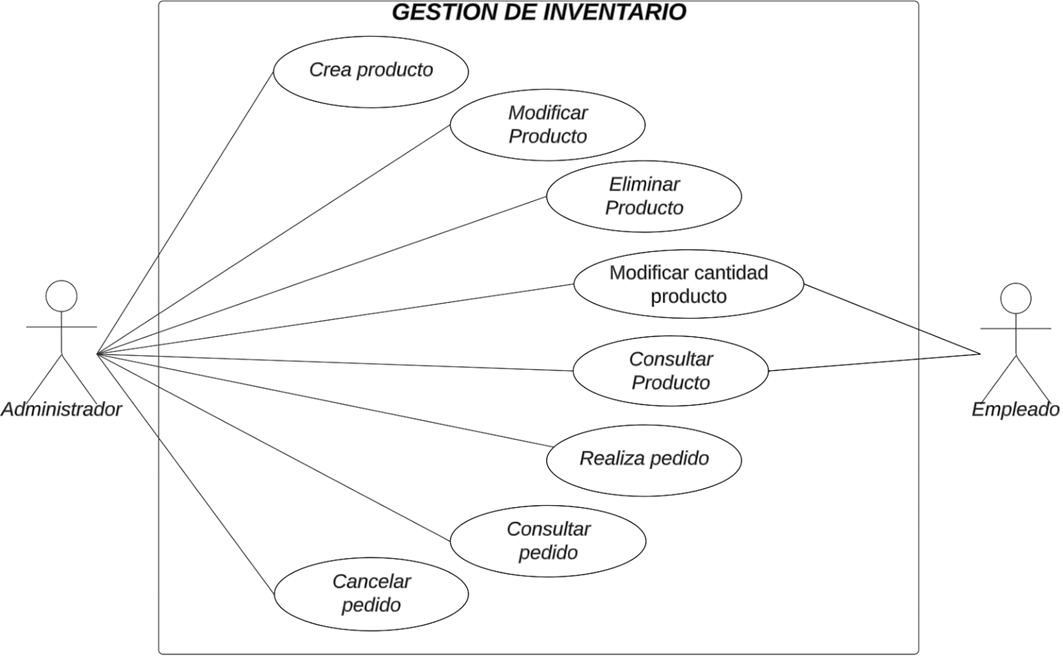 GESTION DE INVENTARIO
Crea producto
Modificar
Producto
Eliminar
Producto
Modificar cantidad
producto
Consultar
Producto
Administrador
Empleado
Realiza pedido
Consultar
pedido
Cancelar
pedido